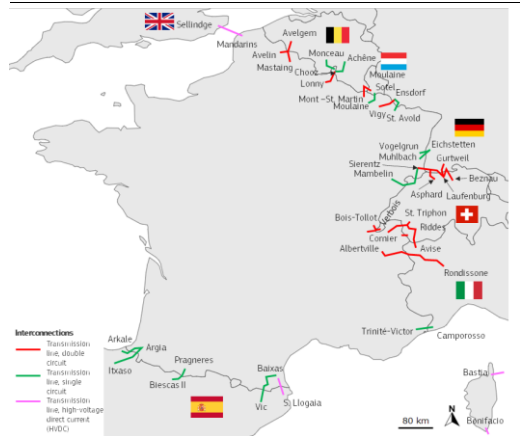 Sellindge
Mandarins
Avelgem
Avelin
Mastaing
Monceau
Achêne
Chooz
Lonny
Moulaine
Sotel
Mont -St. Martin
Moulaine
Ensdorf
Vigy
St. Avold
Vogelgrun
Eichstetten
Muhlbach
Sierentz
Gurtweil
Mambelin
Beznau
Asphard
Laufenburg
Verbois
Bois-Tollot
St. Triphon
Cornier
Riddes
Albertville
Avise
Rondissone
Trinité-Victor
Camporosso
Interconnections
Transmission
line, double
circuit
Transmission
line, single
circuit
Transmission
line, high-voltage
direct current
(HVDC)
Arkale
Argia
Itxaso
Pragneres
Biescas II
Baixas
Vic
S. Llogaia
Bastia
Bonifacio
80 km
N